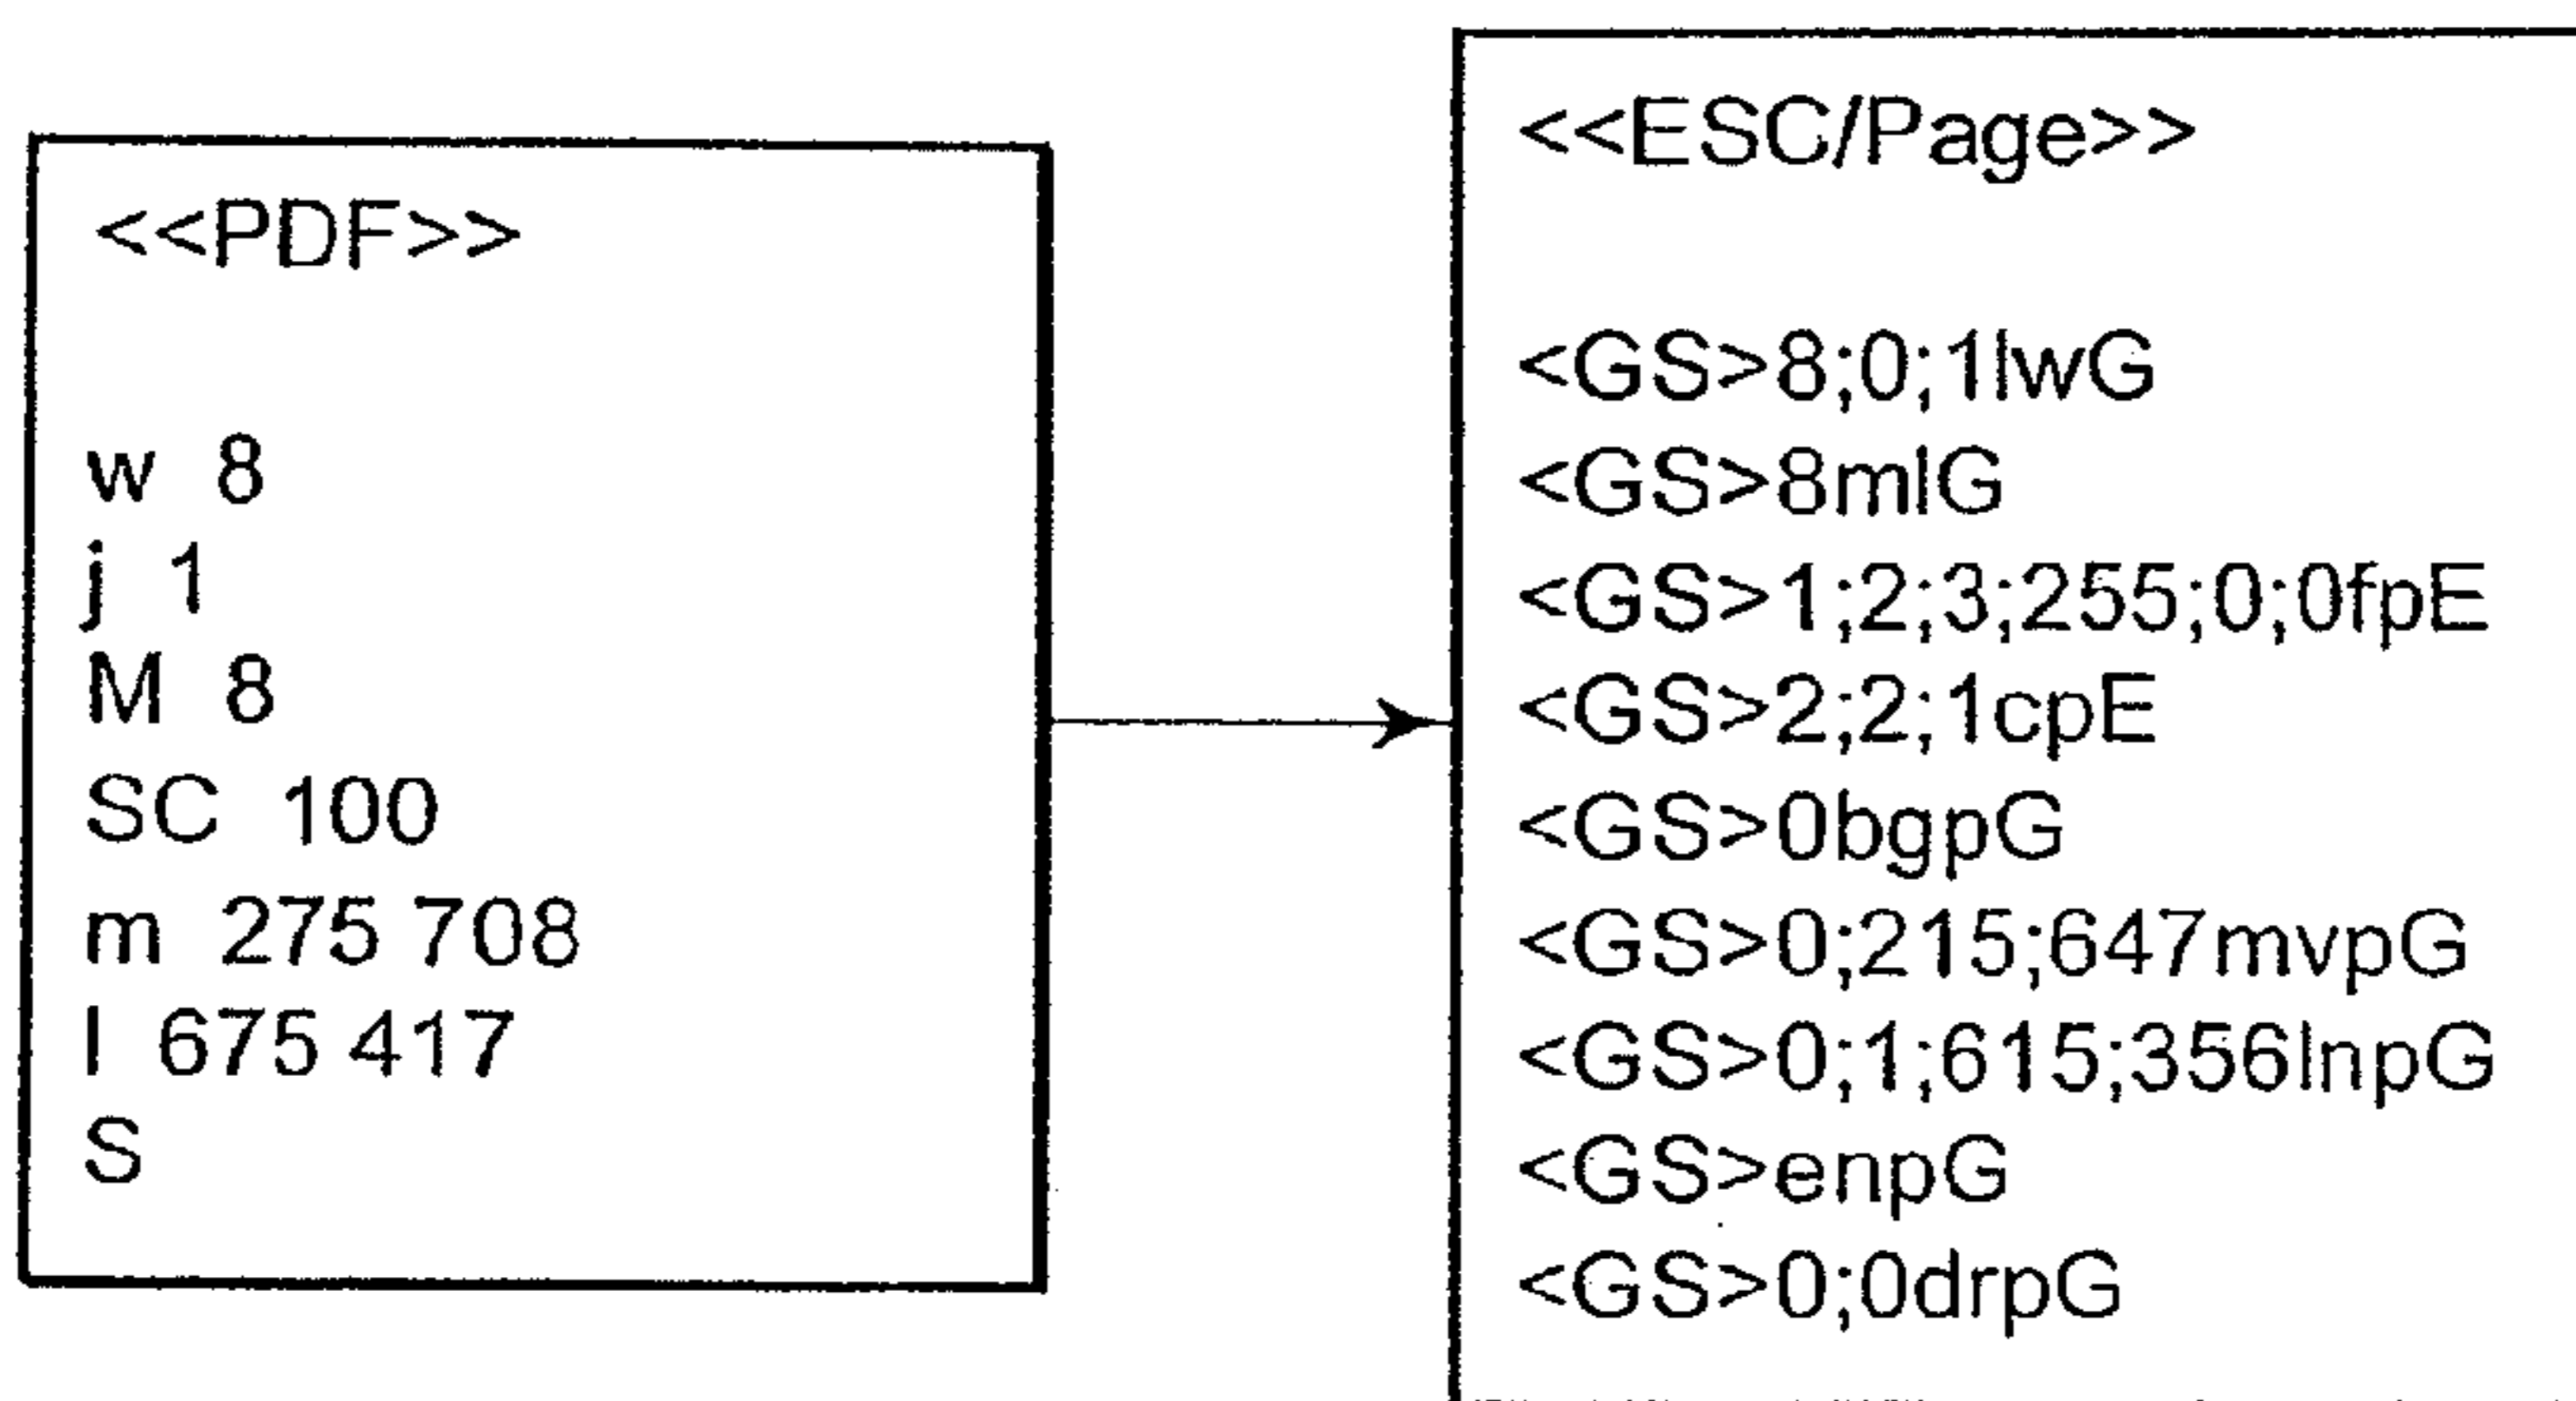 <<PDF>>
w 8
j 1
M 8
SC 100
m 275 708
l 675 417
S
<<ESC/Page>>
<GS>8;0;1lwG
<GS>8mlG
<GS>1;2;3;255;0;0fpE
<GS>2;2;1cpE
<GS>0bgpG
<GS>0;215;647mvpG
<GS>0;1;615;356lnpG
<GS>enpG
<GS>0;0drpG